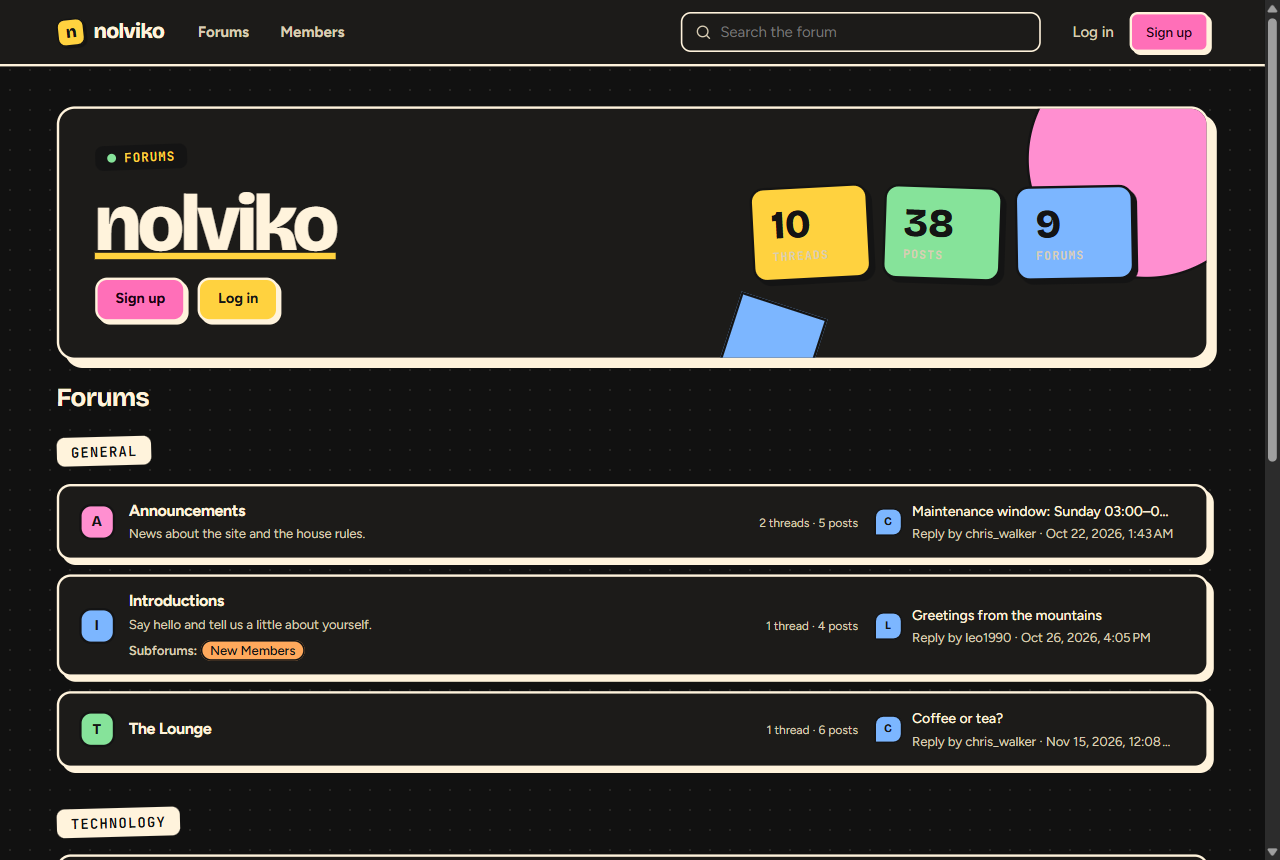 n nolviko Forums Members Search the forum Log in Sign up
FORUMS
nolviko
Sign up Log in
10 THREADS
38 POSTS
9 FORUMS
Forums
GENERAL
A Announcements
News about the site and the house rules.
2 threads · 5 posts
C Maintenance window: Sunday 03:00–0...
Reply by chris_walker · Oct 22, 2026, 1:43 AM
I Introductions
Say hello and tell us a little about yourself.
Subforums: New Members
1 thread · 4 posts
L Greetings from the mountains
Reply by leo1990 · Oct 26, 2026, 4:05 PM
T The Lounge
1 thread · 6 posts
C Coffee or tea?
Reply by chris_walker · Nov 15, 2026, 12:08...
TECHNOLOGY